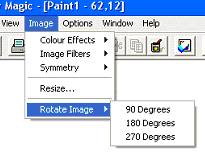 Magic - [Paint1 - 62,12]
View Image Options Window Help
Colour Effects
Image Filters
Symmetry
Resize...
Rotate Image
90 Degrees
180 Degrees
270 Degrees